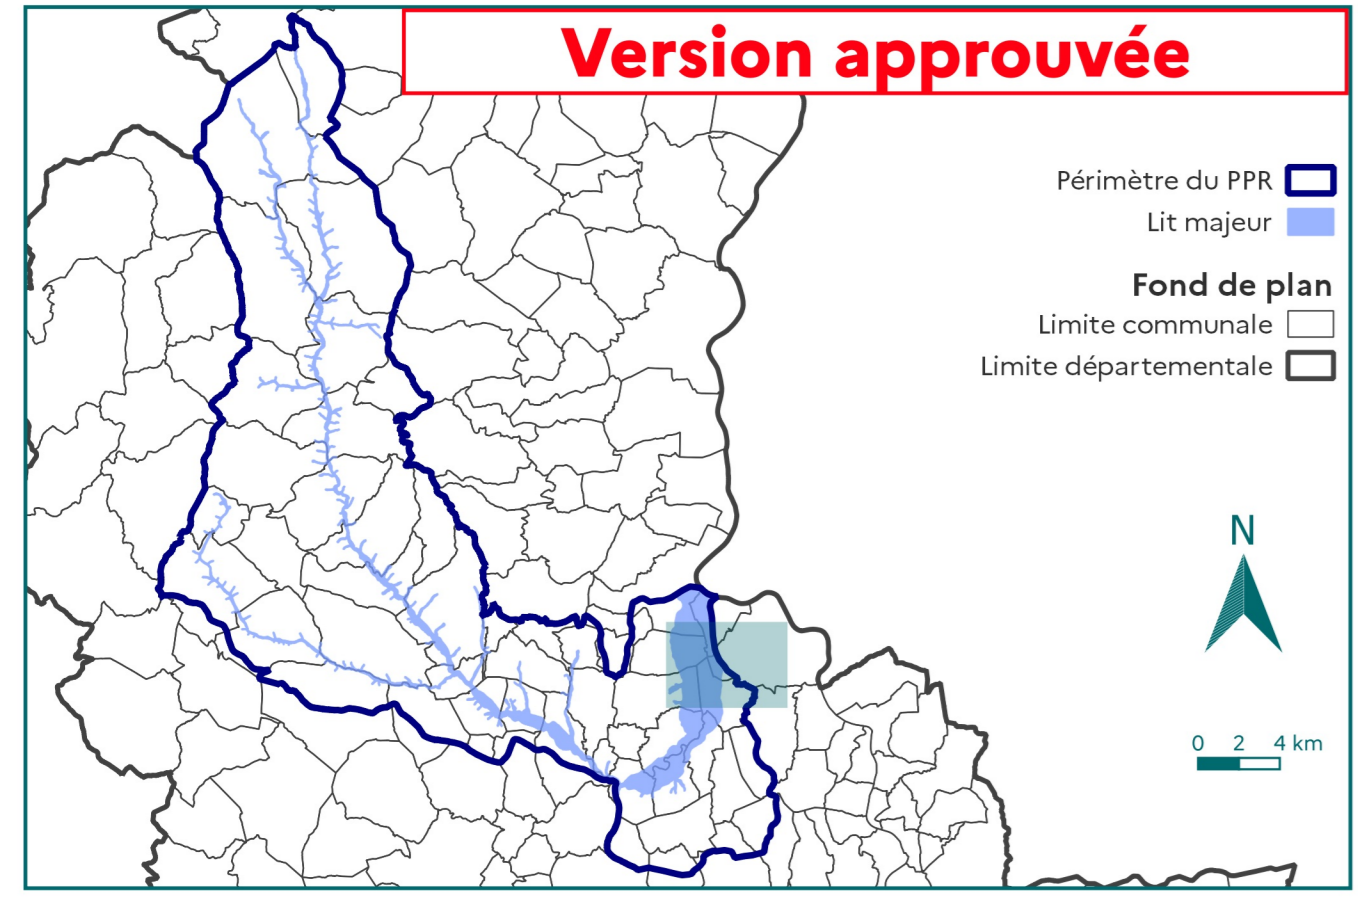 Version approuvée
Périmètre du PPR
Lit majeur
Fond de plan
Limite communale
Limite départementale
N
0 2 4 km